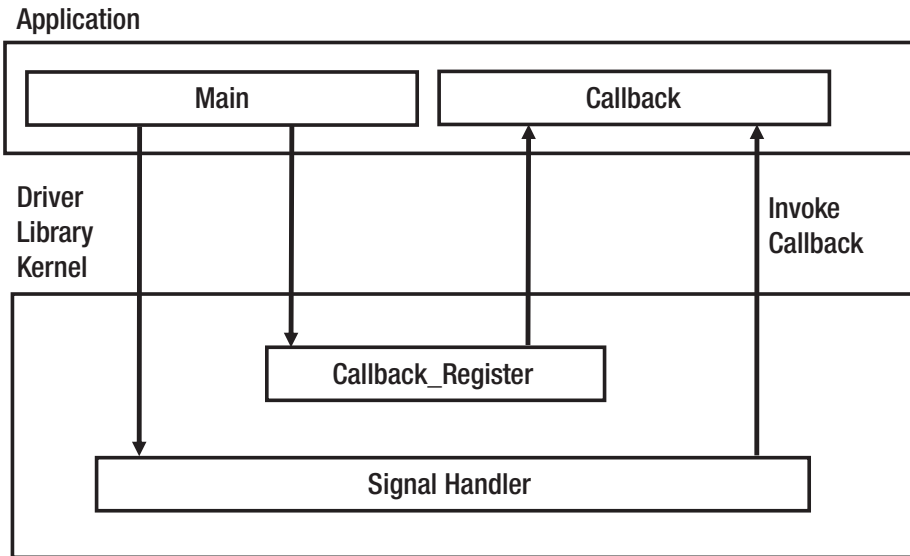 Application
Main
Callback
Driver
Library
Kernel
Invoke
Callback
Callback_Register
Signal Handler